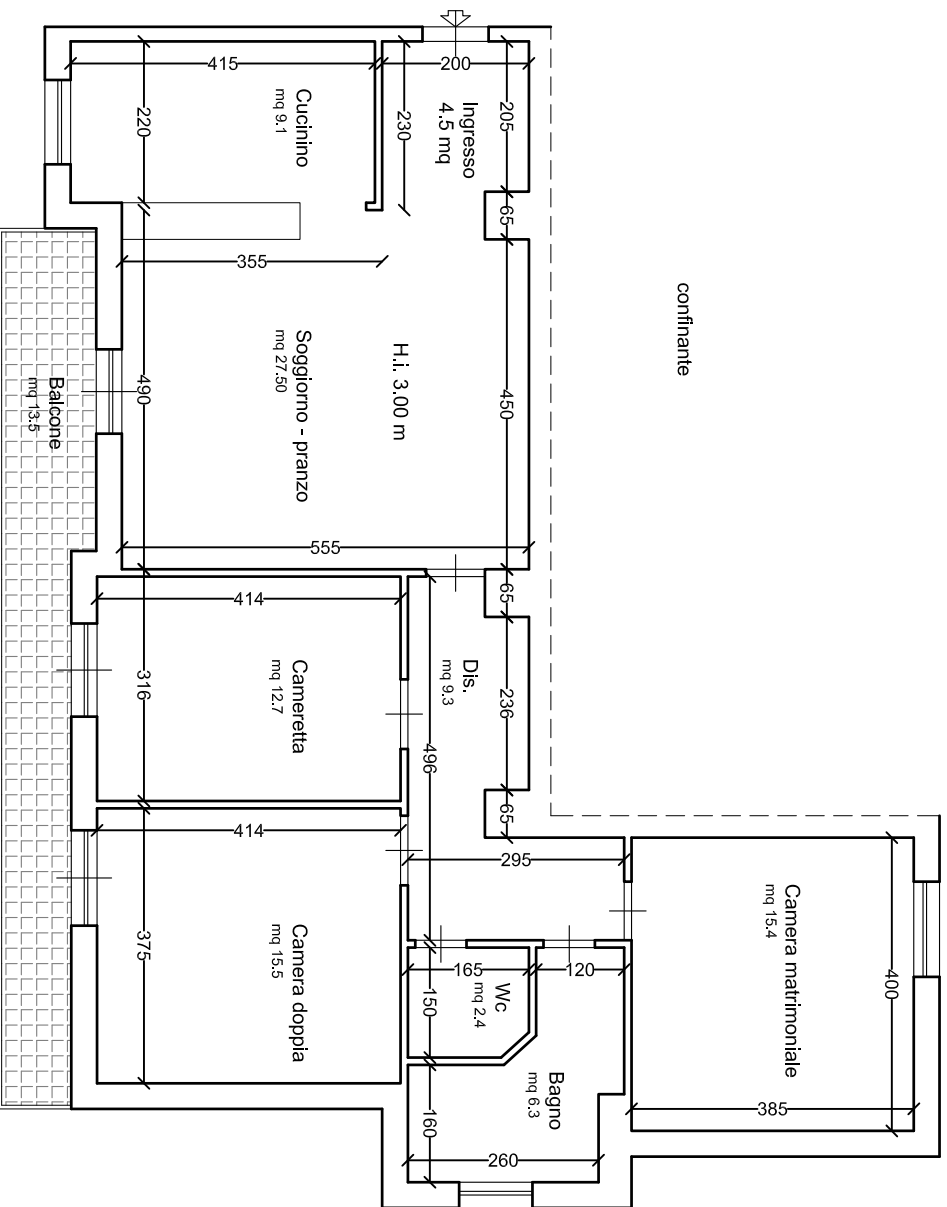 415
200
Cucinino
mq 9.1
220
230
Ingresso
4.5 mq
205
65
355
confinante
H.i. 3.00 m
Soggiorno - pranzo
mq 27.50
490
450
Balcone
mq 13.5
555
65
414
Cameretta
mq 12.7
316
Dis.
mq 9.3
236
496
65
414
295
Camera doppia
mq 15.5
375
Camera matrimoniale
mq 15.4
400
165
120
Wc
mq 2.4
150
Bagno
mq 6.3
160
385
260